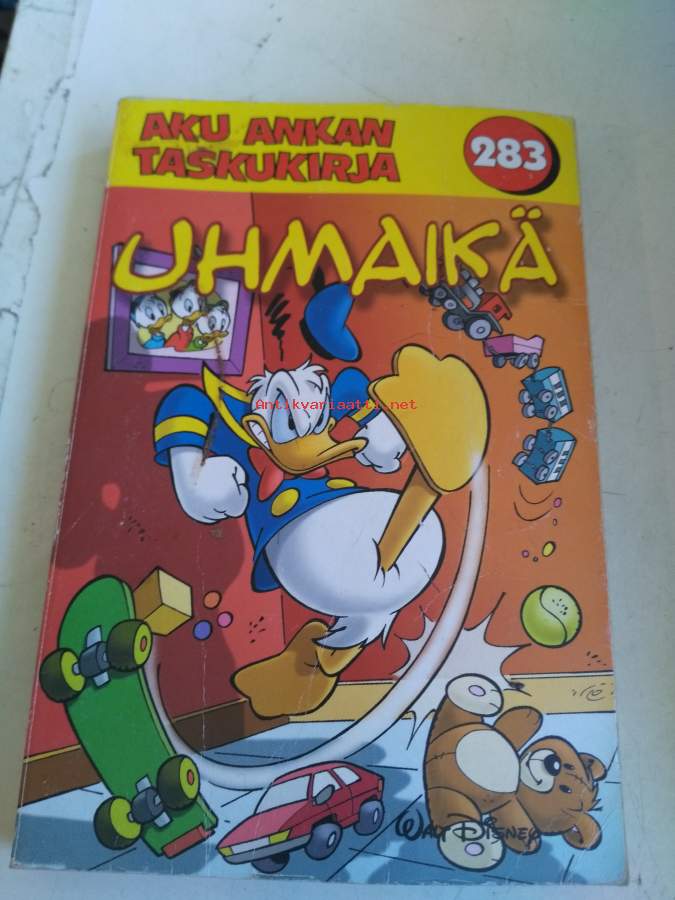 AKU ANKAN
TASKUKIRJA
283
UHMAIKÄ
Antikvariaatti.net
WALT DISNEY